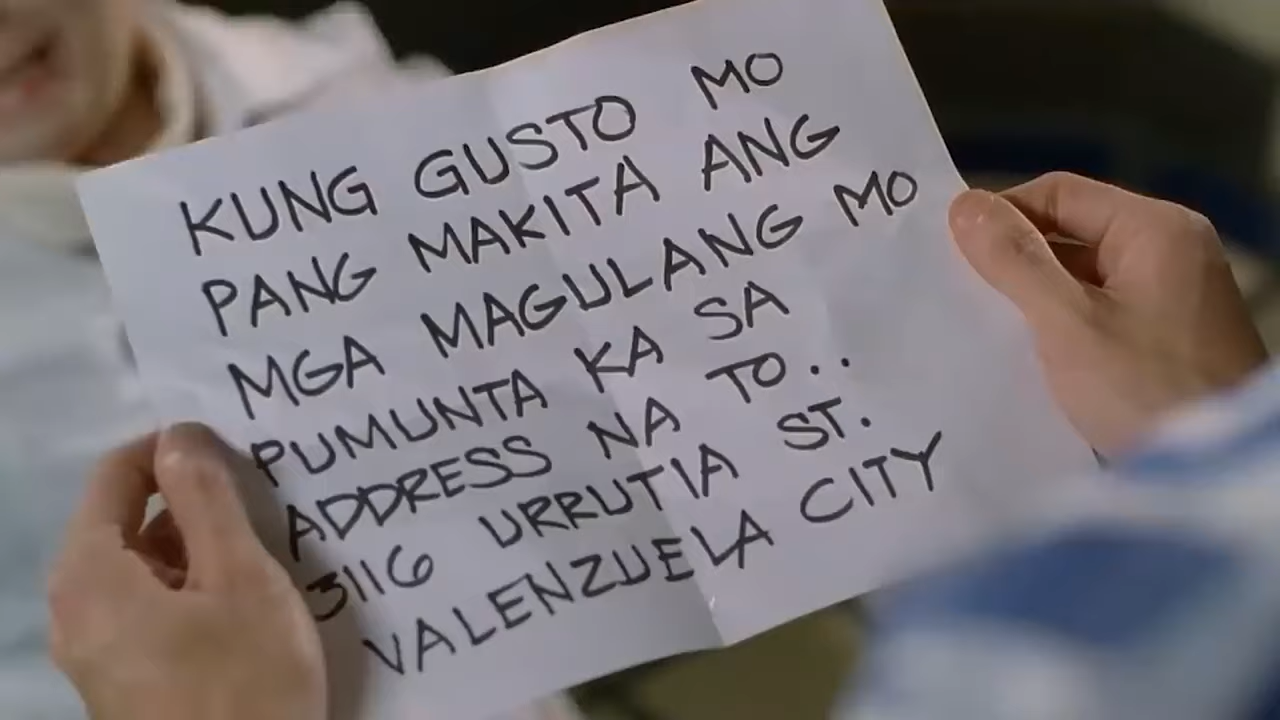 KUNG GUSTO MO
PANG MAKITA ANG
MGA MAGULANG MO
PUMUNTA KA SA
ADDRESS NA TO..
3116 URRUTIA ST.
VALENZUELA CITY